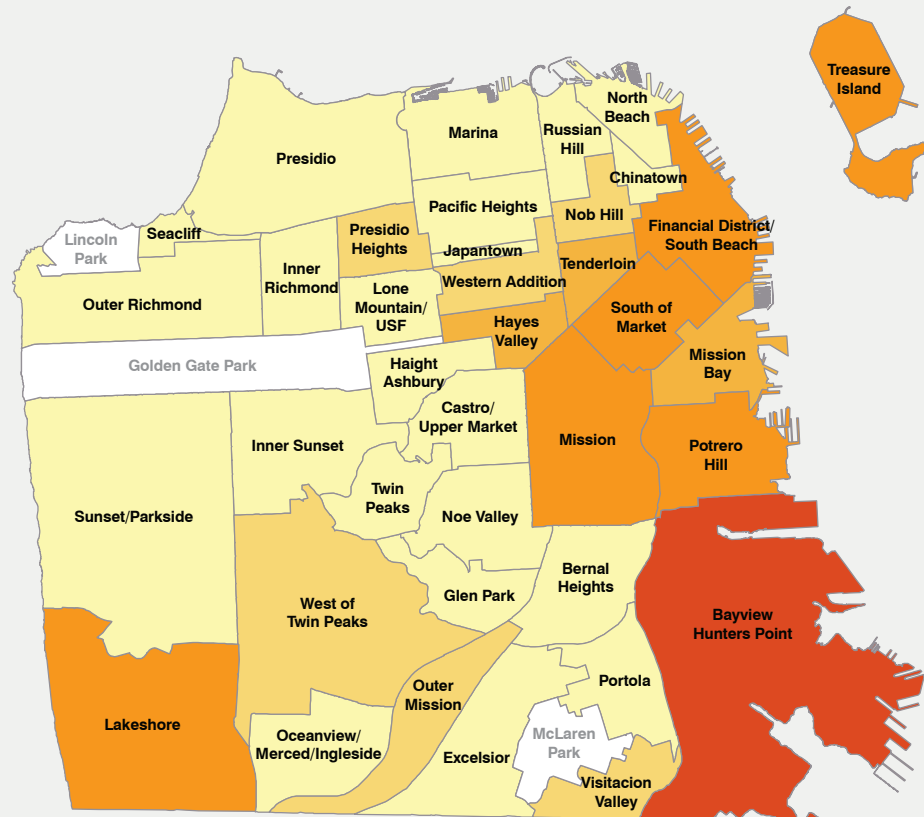 Treasure
Island
North
Beach
Marina
Russian
Hill
Presidio
Chinatown
Pacific Heights
Nob Hill
Seacliff
Lincoln
Park
Presidio
Heights
Financial District/
South Beach
Japantown
Tenderloin
Inner
Richmond
Western Addition
Lone
Mountain/
USF
Outer Richmond
South of
Market
Hayes
Valley
Mission
Bay
Golden Gate Park
Haight
Ashbury
Castro/
Upper Market
Inner Sunset
Mission
Potrero
Hill
Twin
Peaks
Sunset/Parkside
Noe Valley
Bernal
Heights
Glen Park
West of
Twin Peaks
Bayview
Hunters Point
Portola
Outer
Mission
Lakeshore
Oceanview/
Merced/Ingleside
McLaren
Park
Excelsior
Visitacion
Valley